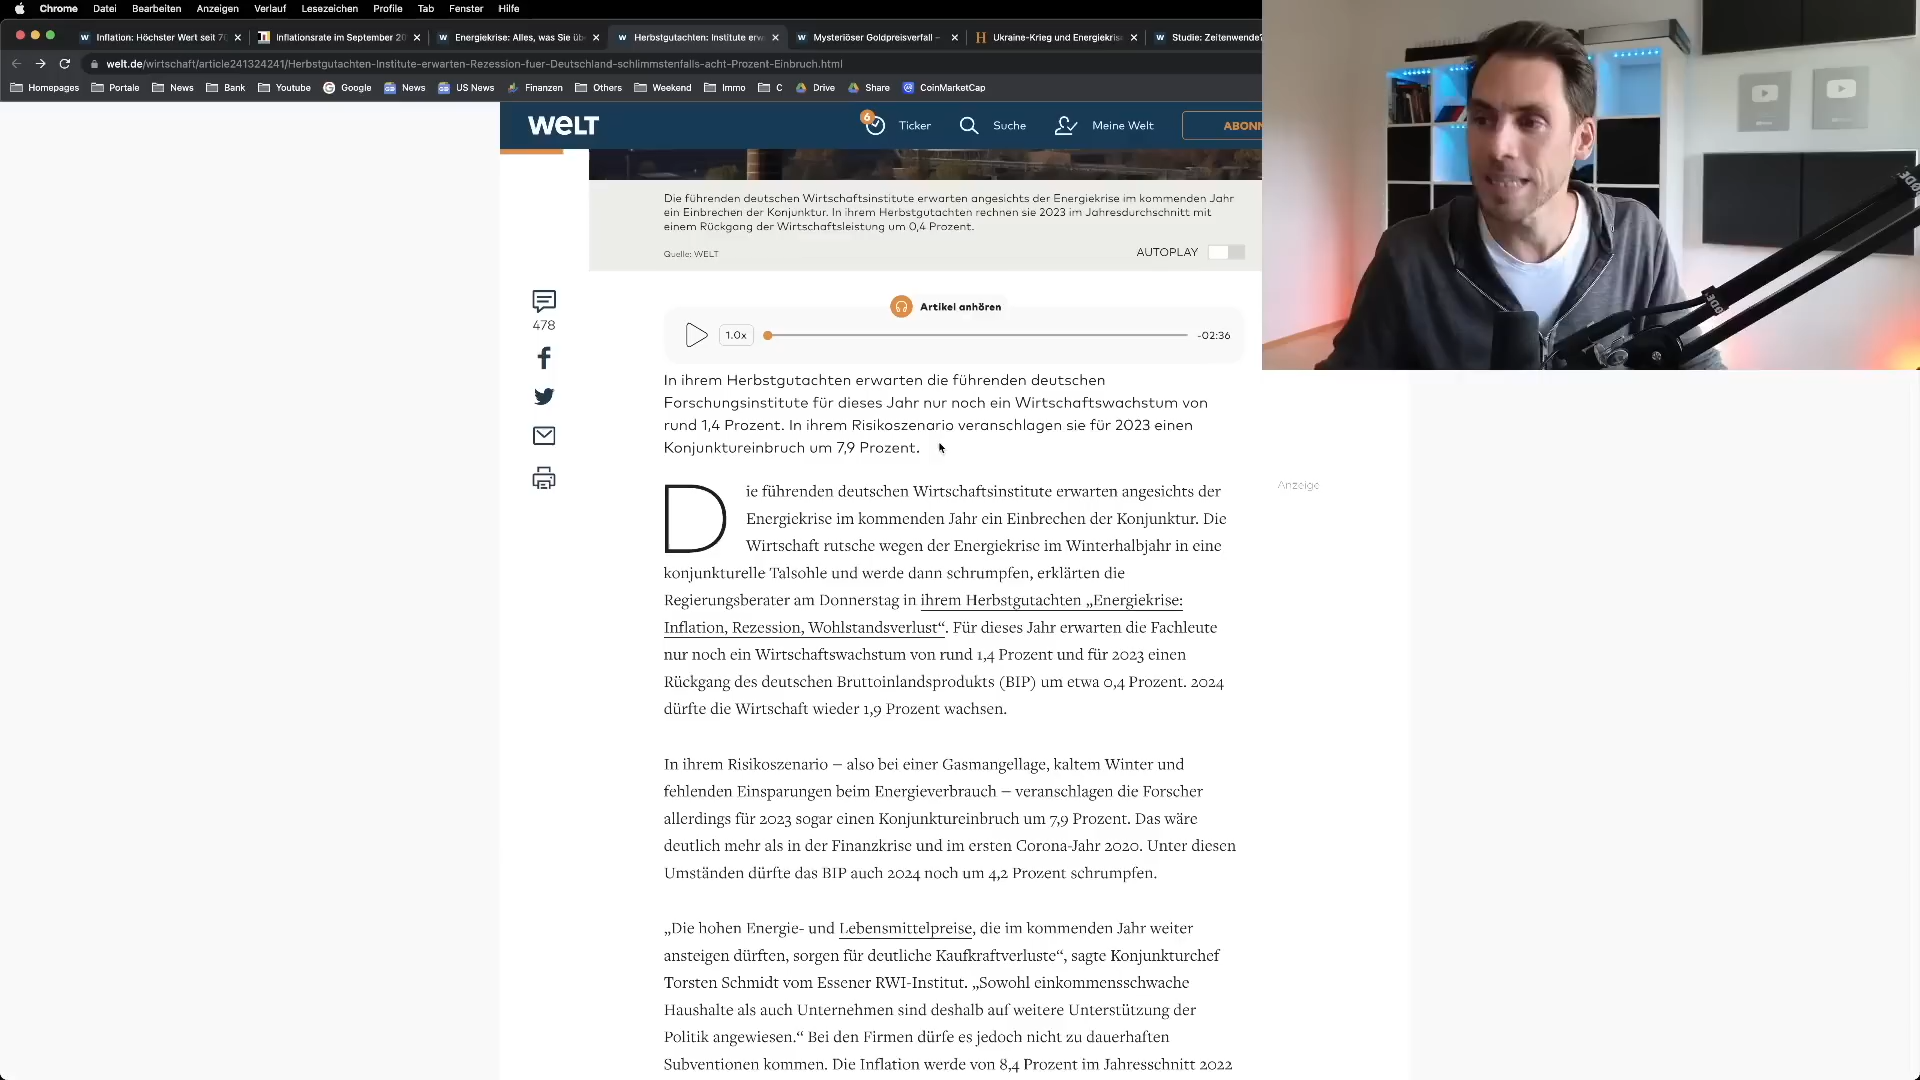 Chrome Datei Bearbeiten Anzeigen Verlauf Lesezeichen Profile Tab Fenster Hilfe
Inflation: Höchster Wert seit 70 Inflationsrate im September 20 Energiekrise: Alles, was Sie üb Herbstgutachten: Institute erw Mysteriöser Goldpreisverfall – Ukraine-Krieg und Energiekris Studie: Zeitenwende?
welt.de/wirtschaft/article241324241/Herbstgutachten-Institute-erwarten-Rezession-fuer-Deutschland-schlimmstenfalls-acht-Prozent-Einbruch.html
Homepages Portale News Bank Youtube Google News US News Finanzen Others Weekend Immo C Drive Share CoinMarketCap
WELT 6 Ticker Suche Meine Welt ABONN
Die führenden deutschen Wirtschaftsinstitute erwarten angesichts der Energiekrise im kommenden Jahr
ein Einbrechen der Konjunktur. In ihrem Herbstgutachten rechnen sie 2023 im Jahresdurchschnitt mit
einem Rückgang der Wirtschaftsleistung um 0,4 Prozent.
Quelle: WELT
AUTOPLAY
478
Artikel anhören
1.0x -02:36
In ihrem Herbstgutachten erwarten die führenden deutschen
Forschungsinstitute für dieses Jahr nur noch ein Wirtschaftswachstum von
rund 1,4 Prozent. In ihrem Risikoszenario veranschlagen sie für 2023 einen
Konjunktureinbruch um 7,9 Prozent.
Anzeige
Die führenden deutschen Wirtschaftsinstitute erwarten angesichts der
Energiekrise im kommenden Jahr ein Einbrechen der Konjunktur. Die
Wirtschaft rutsche wegen der Energiekrise im Winterhalbjahr in eine
konjunkturelle Talsohle und werde dann schrumpfen, erklärten die
Regierungsberater am Donnerstag in ihrem Herbstgutachten „Energiekrise:
Inflation, Rezession, Wohlstandsverlust“. Für dieses Jahr erwarten die Fachleute
nur noch ein Wirtschaftswachstum von rund 1,4 Prozent und für 2023 einen
Rückgang des deutschen Bruttoinlandsprodukts (BIP) um etwa 0,4 Prozent. 2024
dürfte die Wirtschaft wieder 1,9 Prozent wachsen.
In ihrem Risikoszenario – also bei einer Gasmangellage, kaltem Winter und
fehlenden Einsparungen beim Energieverbrauch – veranschlagen die Forscher
allerdings für 2023 sogar einen Konjunktureinbruch um 7,9 Prozent. Das wäre
deutlich mehr als in der Finanzkrise und im ersten Corona-Jahr 2020. Unter diesen
Umständen dürfte das BIP auch 2024 noch um 4,2 Prozent schrumpfen.
„Die hohen Energie- und Lebensmittelpreise, die im kommenden Jahr weiter
ansteigen dürften, sorgen für deutliche Kaufkraftverluste“, sagte Konjunkturchef
Torsten Schmidt vom Essener RWI-Institut. „Sowohl einkommensschwache
Haushalte als auch Unternehmen sind deshalb auf weitere Unterstützung der
Politik angewiesen.“ Bei den Firmen dürfe es jedoch nicht zu dauerhaften
Subventionen kommen. Die Inflation werde von 8,4 Prozent im Jahresschnitt 2022
RØDE